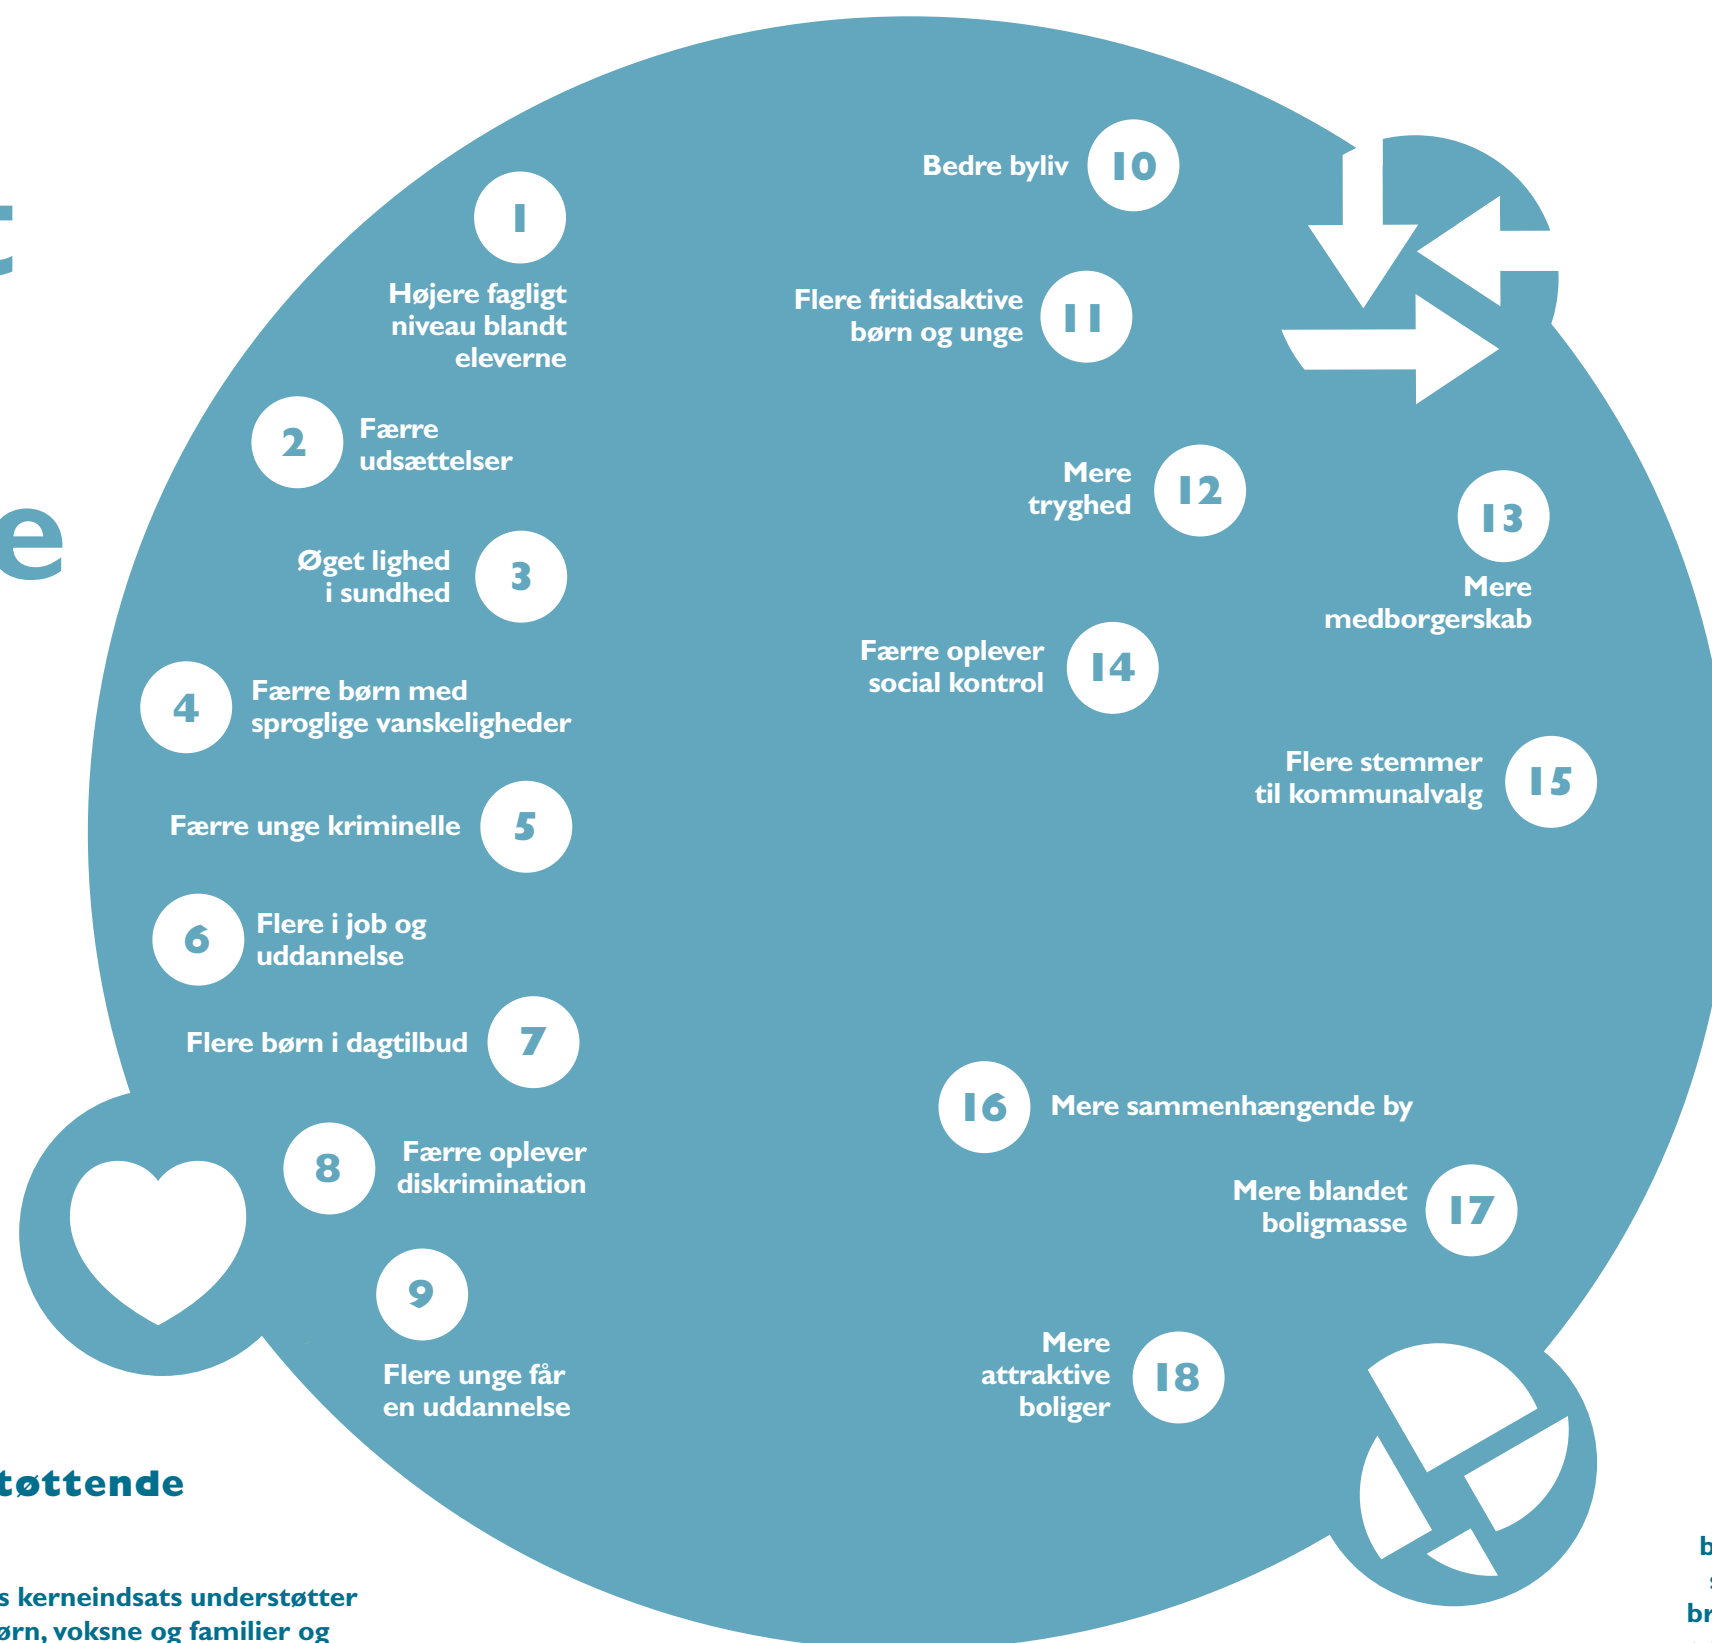 1
Højere fagligt
niveau blandt
eleverne
2
Færre
udsættelser
Øget lighed
i sundhed
3
4
Færre børn med
sproglige vanskeligheder
Færre unge kriminelle
5
6
Flere i job og
uddannelse
Flere børn i dagtilbud
7
8
Færre oplever
diskrimination
9
Flere unge får
en uddannelse
Bedre byliv
10
Flere fritidsaktive
børn og unge
11
Mere
tryghed
12
13
Mere
medborgerskab
Færre oplever
social kontrol
14
Flere stemmer
til kommunalvalg
15
16
Mere sammenhængende by
Mere blandet
boligmasse
17
Mere
attraktive
boliger
18
tøttende
s kerneindsats understøtter
ørn, voksne og familier og
t
e
b
s
br